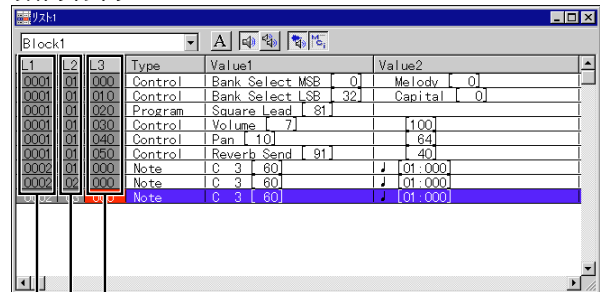 リスト1
Block1 A
L1 L2 L3 Type Value1 Value2
0001 01 000 Control Bank Select MSB [ 0] Melody [ 0]
0001 01 010 Control Bank Select LSB [ 32] Capital [ 0]
0001 01 020 Program Square Lead [ 81]
0001 01 030 Control Volume [ 7] [100]
0001 01 040 Control Pan [ 10] [ 64]
0001 01 050 Control Reverb Send [ 91] [ 40]
0002 01 000 Note C 3 [ 60] ♩ [01:000]
0002 02 000 Note C 3 [ 60] ♩ [01:000]
0002 03 000 Note C 3 [ 60] ♩ [01:000]